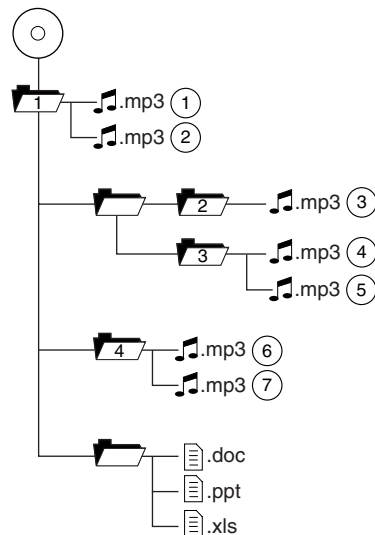 1 .mp3 1
.mp3 2
2 .mp3 3
3 .mp3 4
.mp3 5
4 .mp3 6
.mp3 7
.doc
.ppt
.xls